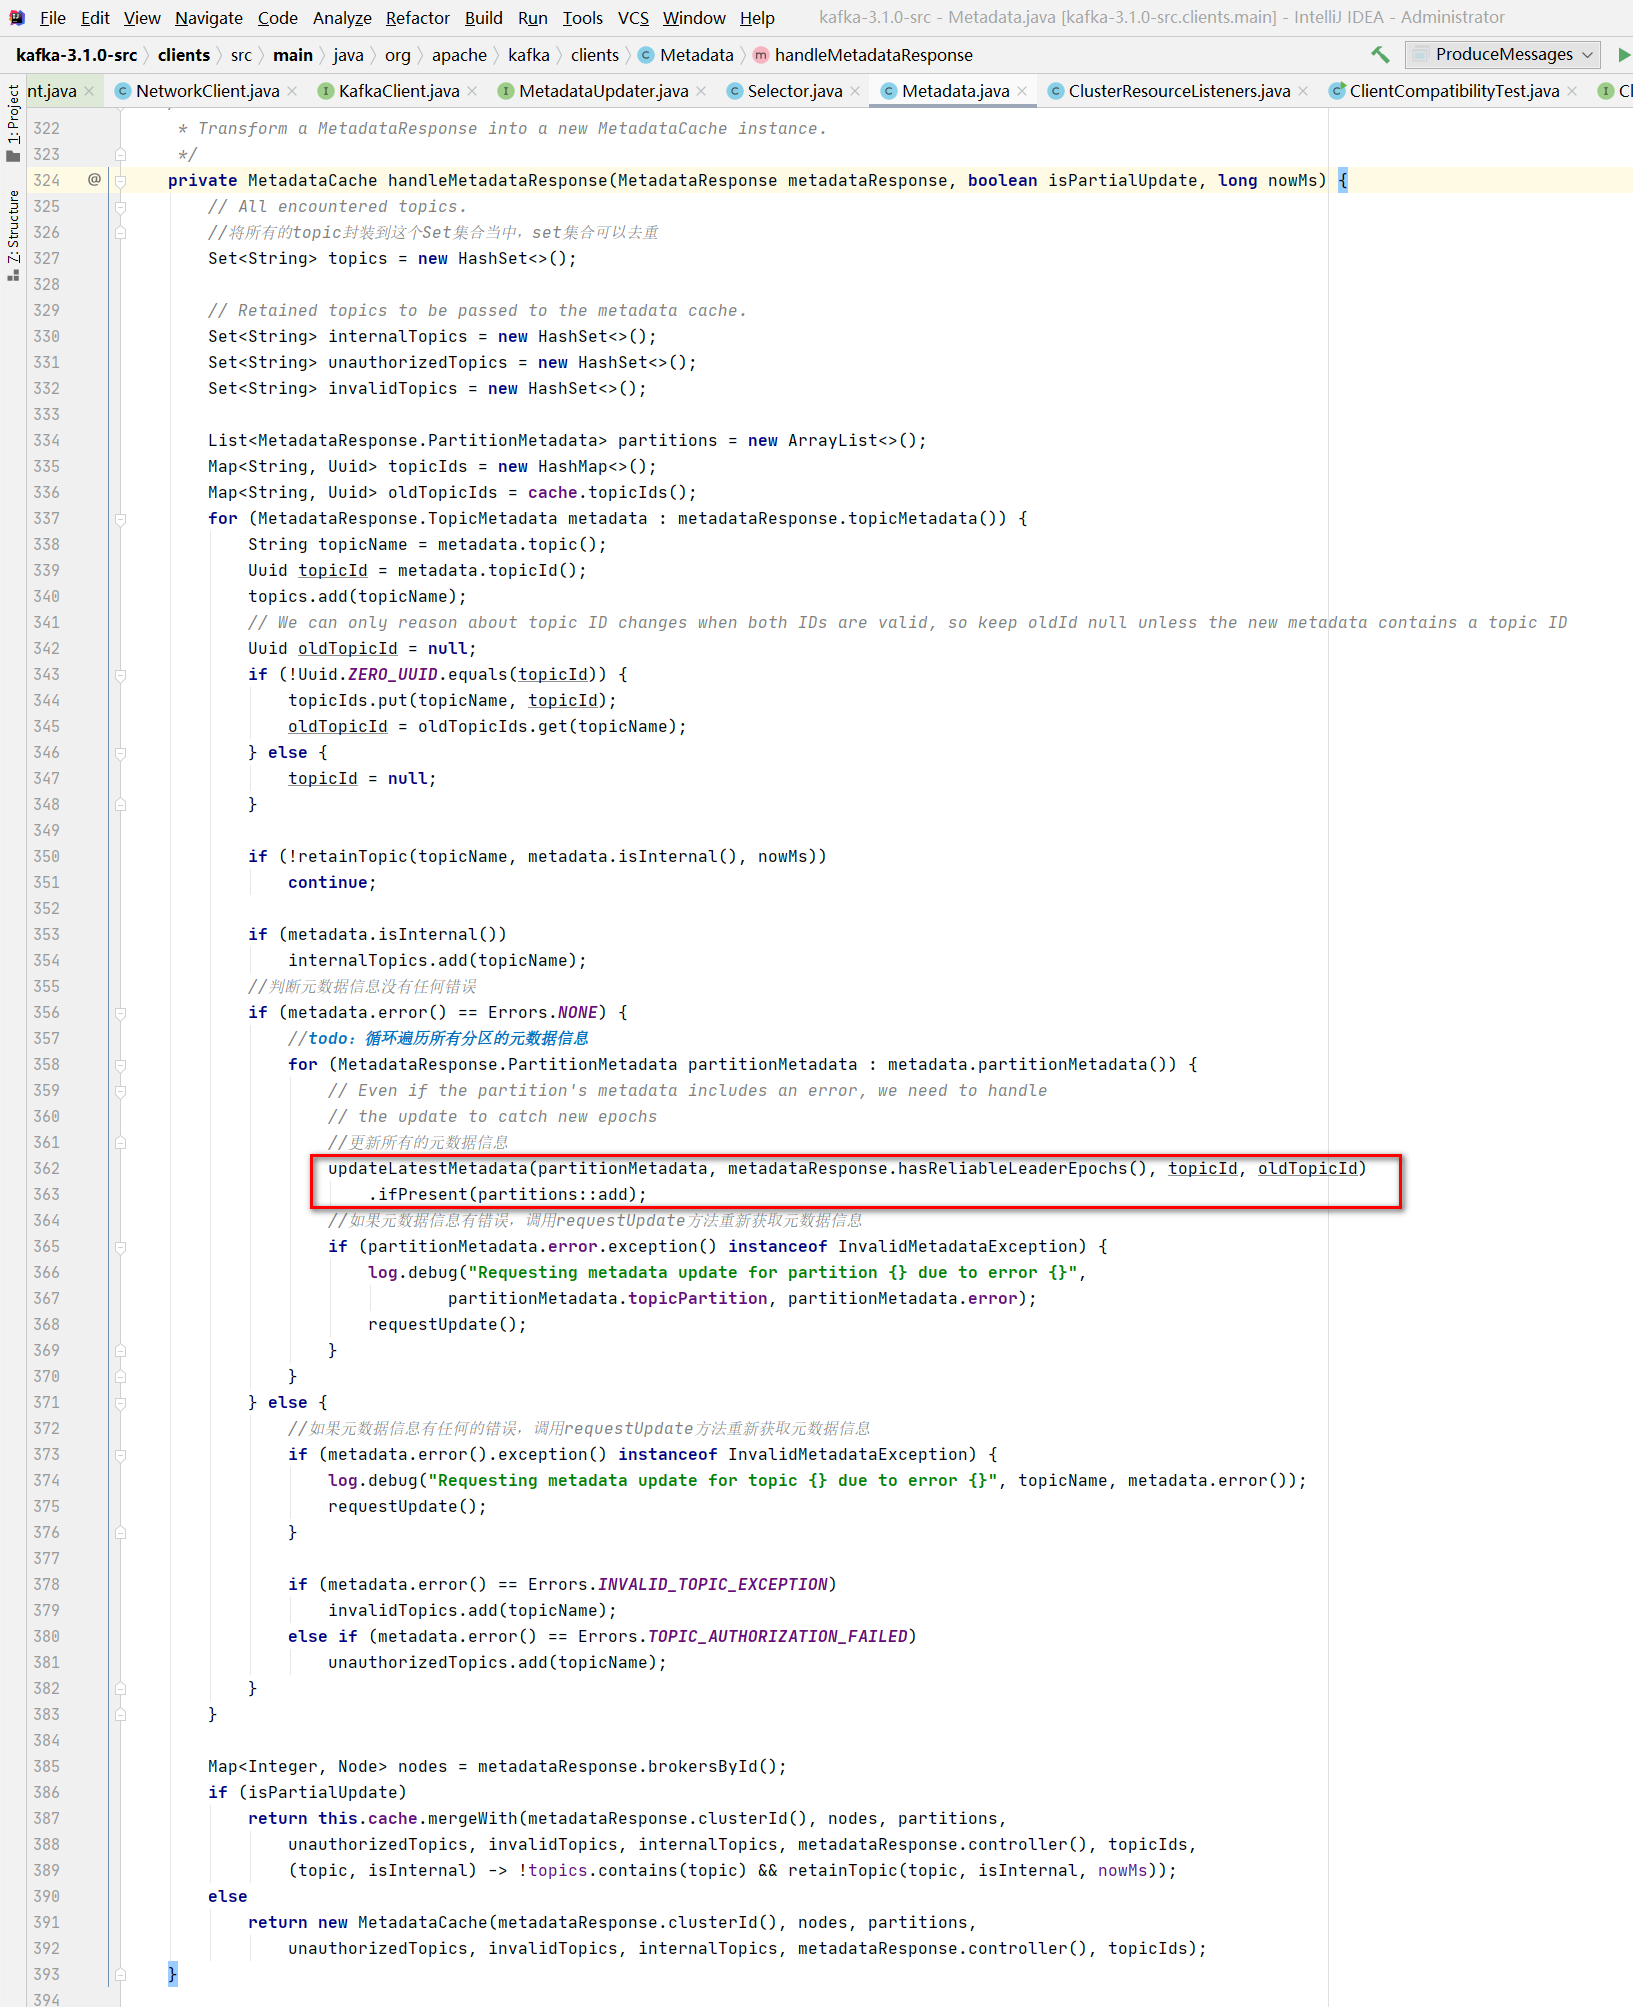 File Edit View Navigate Code Analyze Refactor Build Run Tools VCS Window Help kafka-3.1.0-src - Metadata.java [kafka-3.1.0-src.clients.main] - IntelliJ IDEA - Administrator
kafka-3.1.0-src clients src main java org apache kafka clients Metadata handleMetadataResponse ProduceMessages
nt.java NetworkClient.java KafkaClient.java MetadataUpdater.java Selector.java Metadata.java ClusterResourceListeners.java ClientCompatibilityTest.java Cl
1: Project
7: Structure
322 * Transform a MetadataResponse into a new MetadataCache instance.
323 */
324 @ private MetadataCache handleMetadataResponse(MetadataResponse metadataResponse, boolean isPartialUpdate, long nowMs) {
325 // All encountered topics.
326 //将所有的topic封装到这个Set集合当中，set集合可以去重
327 Set<String> topics = new HashSet<>();
328
329 // Retained topics to be passed to the metadata cache.
330 Set<String> internalTopics = new HashSet<>();
331 Set<String> unauthorizedTopics = new HashSet<>();
332 Set<String> invalidTopics = new HashSet<>();
333
334 List<MetadataResponse.PartitionMetadata> partitions = new ArrayList<>();
335 Map<String, Uuid> topicIds = new HashMap<>();
336 Map<String, Uuid> oldTopicIds = cache.topicIds();
337 for (MetadataResponse.TopicMetadata metadata : metadataResponse.topicMetadata()) {
338 String topicName = metadata.topic();
339 Uuid topicId = metadata.topicId();
340 topics.add(topicName);
341 // We can only reason about topic ID changes when both IDs are valid, so keep oldId null unless the new metadata contains a topic ID
342 Uuid oldTopicId = null;
343 if (!Uuid.ZERO_UUID.equals(topicId)) {
344 topicIds.put(topicName, topicId);
345 oldTopicId = oldTopicIds.get(topicName);
346 } else {
347 topicId = null;
348 }
349
350 if (!retainTopic(topicName, metadata.isInternal(), nowMs))
351 continue;
352
353 if (metadata.isInternal())
354 internalTopics.add(topicName);
355 //判断元数据信息没有任何错误
356 if (metadata.error() == Errors.NONE) {
357 //todo：循环遍历所有分区的元数据信息
358 for (MetadataResponse.PartitionMetadata partitionMetadata : metadata.partitionMetadata()) {
359 // Even if the partition's metadata includes an error, we need to handle
360 // the update to catch new epochs
361 //更新所有的元数据信息
362 updateLatestMetadata(partitionMetadata, metadataResponse.hasReliableLeaderEpochs(), topicId, oldTopicId)
363 .ifPresent(partitions::add);
364 //如果元数据信息有错误，调用requestUpdate方法重新获取元数据信息
365 if (partitionMetadata.error.exception() instanceof InvalidMetadataException) {
366 log.debug("Requesting metadata update for partition {} due to error {}",
367 partitionMetadata.topicPartition, partitionMetadata.error);
368 requestUpdate();
369 }
370 }
371 } else {
372 //如果元数据信息有任何的错误，调用requestUpdate方法重新获取元数据信息
373 if (metadata.error().exception() instanceof InvalidMetadataException) {
374 log.debug("Requesting metadata update for topic {} due to error {}", topicName, metadata.error());
375 requestUpdate();
376 }
377
378 if (metadata.error() == Errors.INVALID_TOPIC_EXCEPTION)
379 invalidTopics.add(topicName);
380 else if (metadata.error() == Errors.TOPIC_AUTHORIZATION_FAILED)
381 unauthorizedTopics.add(topicName);
382 }
383 }
384
385 Map<Integer, Node> nodes = metadataResponse.brokersById();
386 if (isPartialUpdate)
387 return this.cache.mergeWith(metadataResponse.clusterId(), nodes, partitions,
388 unauthorizedTopics, invalidTopics, internalTopics, metadataResponse.controller(), topicIds,
389 (topic, isInternal) -> !topics.contains(topic) && retainTopic(topic, isInternal, nowMs));
390 else
391 return new MetadataCache(metadataResponse.clusterId(), nodes, partitions,
392 unauthorizedTopics, invalidTopics, internalTopics, metadataResponse.controller(), topicIds);
393 }
394